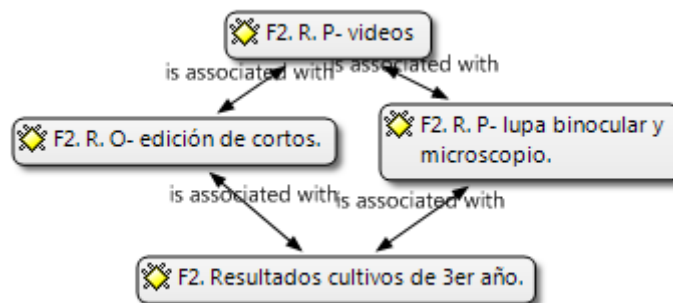 F2. R. P- videos
is associated with
is associated with
F2. R. O- edición de cortos.
F2. R. P- lupa binocular y
microscopio.
is associated with
is associated with
F2. Resultados cultivos de 3er año.